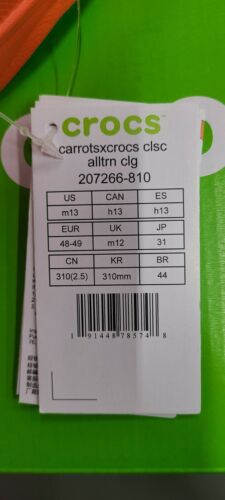 crocs™
carrotsxcrocs clsc
alltrn clg
207266-810
US CAN ES
m13 h13 h13
EUR UK JP
48-49 m12 31
CN KR BR
310(2.5) 310mm 44
1 91448 78574 8